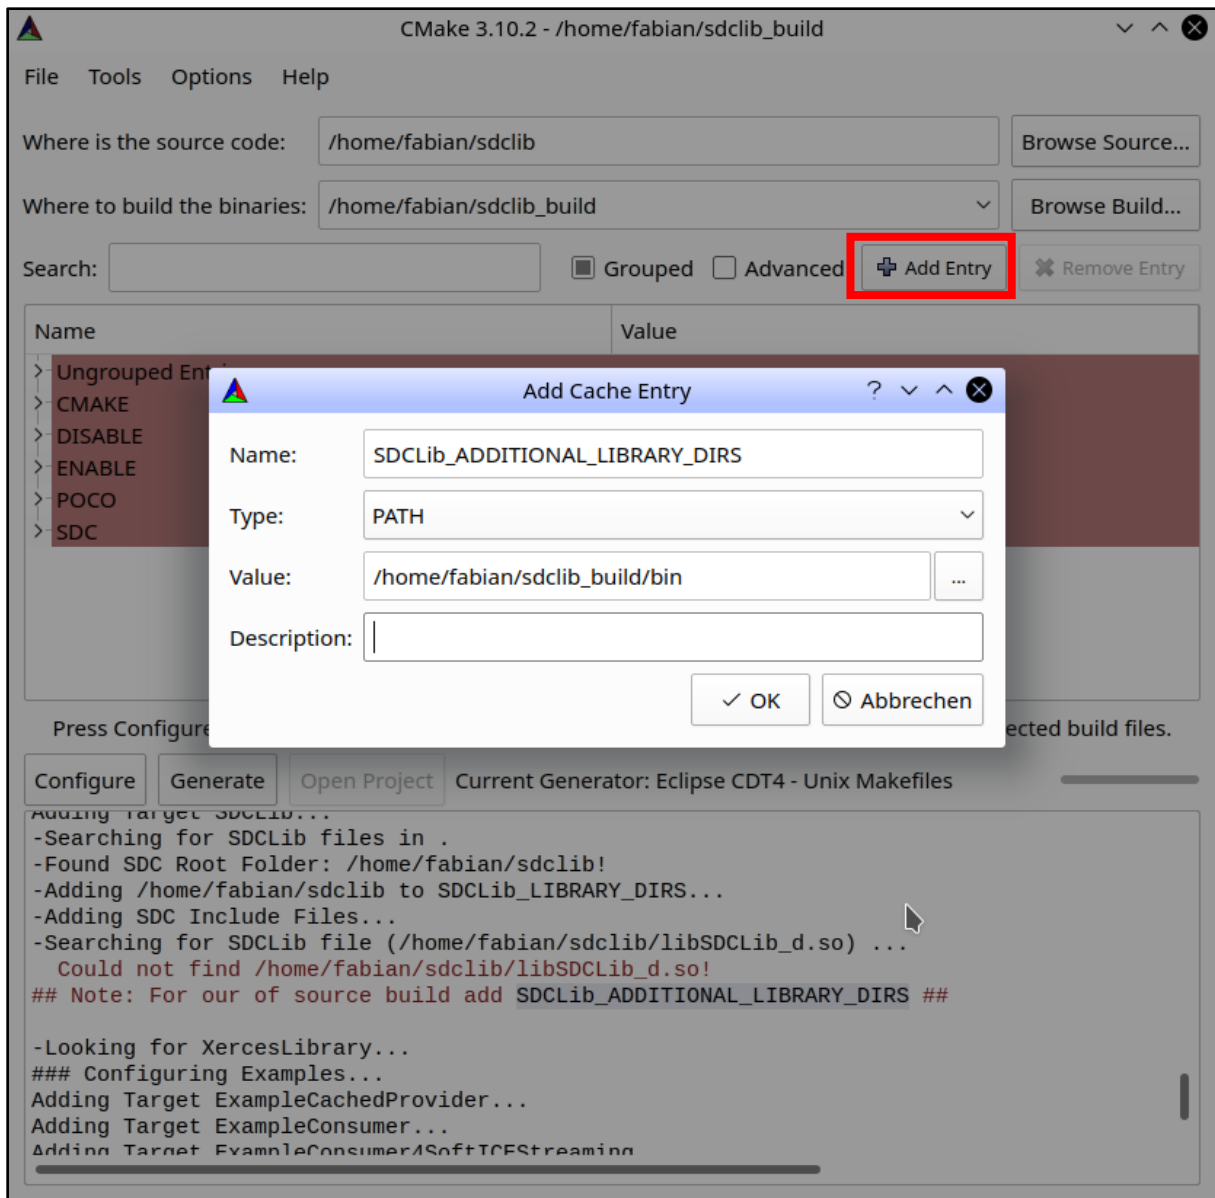 CMake 3.10.2 - /home/fabian/sdclib_build
File Tools Options Help
Where is the source code: /home/fabian/sdclib Browse Source...
Where to build the binaries: /home/fabian/sdclib_build Browse Build...
Search: Grouped Advanced Add Entry Remove Entry
Name Value
Ungrouped
CMAKE
DISABLE
ENABLE
POCO
SDC
Add Cache Entry ?
Name: SDCLib_ADDITIONAL_LIBRARY_DIRS
Type: PATH
Value: /home/fabian/sdclib_build/bin ...
Description:
OK Abbrechen
Press Configure build files.
Configure Generate Open Project Current Generator: Eclipse CDT4 - Unix Makefiles
Adding Target SDCLib...
-Searching for SDCLib files in .
-Found SDC Root Folder: /home/fabian/sdclib!
-Adding /home/fabian/sdclib to SDCLib_LIBRARY_DIRS...
-Adding SDC Include Files...
-Searching for SDCLib file (/home/fabian/sdclib/libSDCLib_d.so) ...
Could not find /home/fabian/sdclib/libSDCLib_d.so!
## Note: For our of source build add SDCLib_ADDITIONAL_LIBRARY_DIRS ##
-Looking for XercesLibrary...
### Configuring Examples...
Adding Target ExampleCachedProvider...
Adding Target ExampleConsumer...
Adding Target ExampleConsumer4SoftICEStreaming